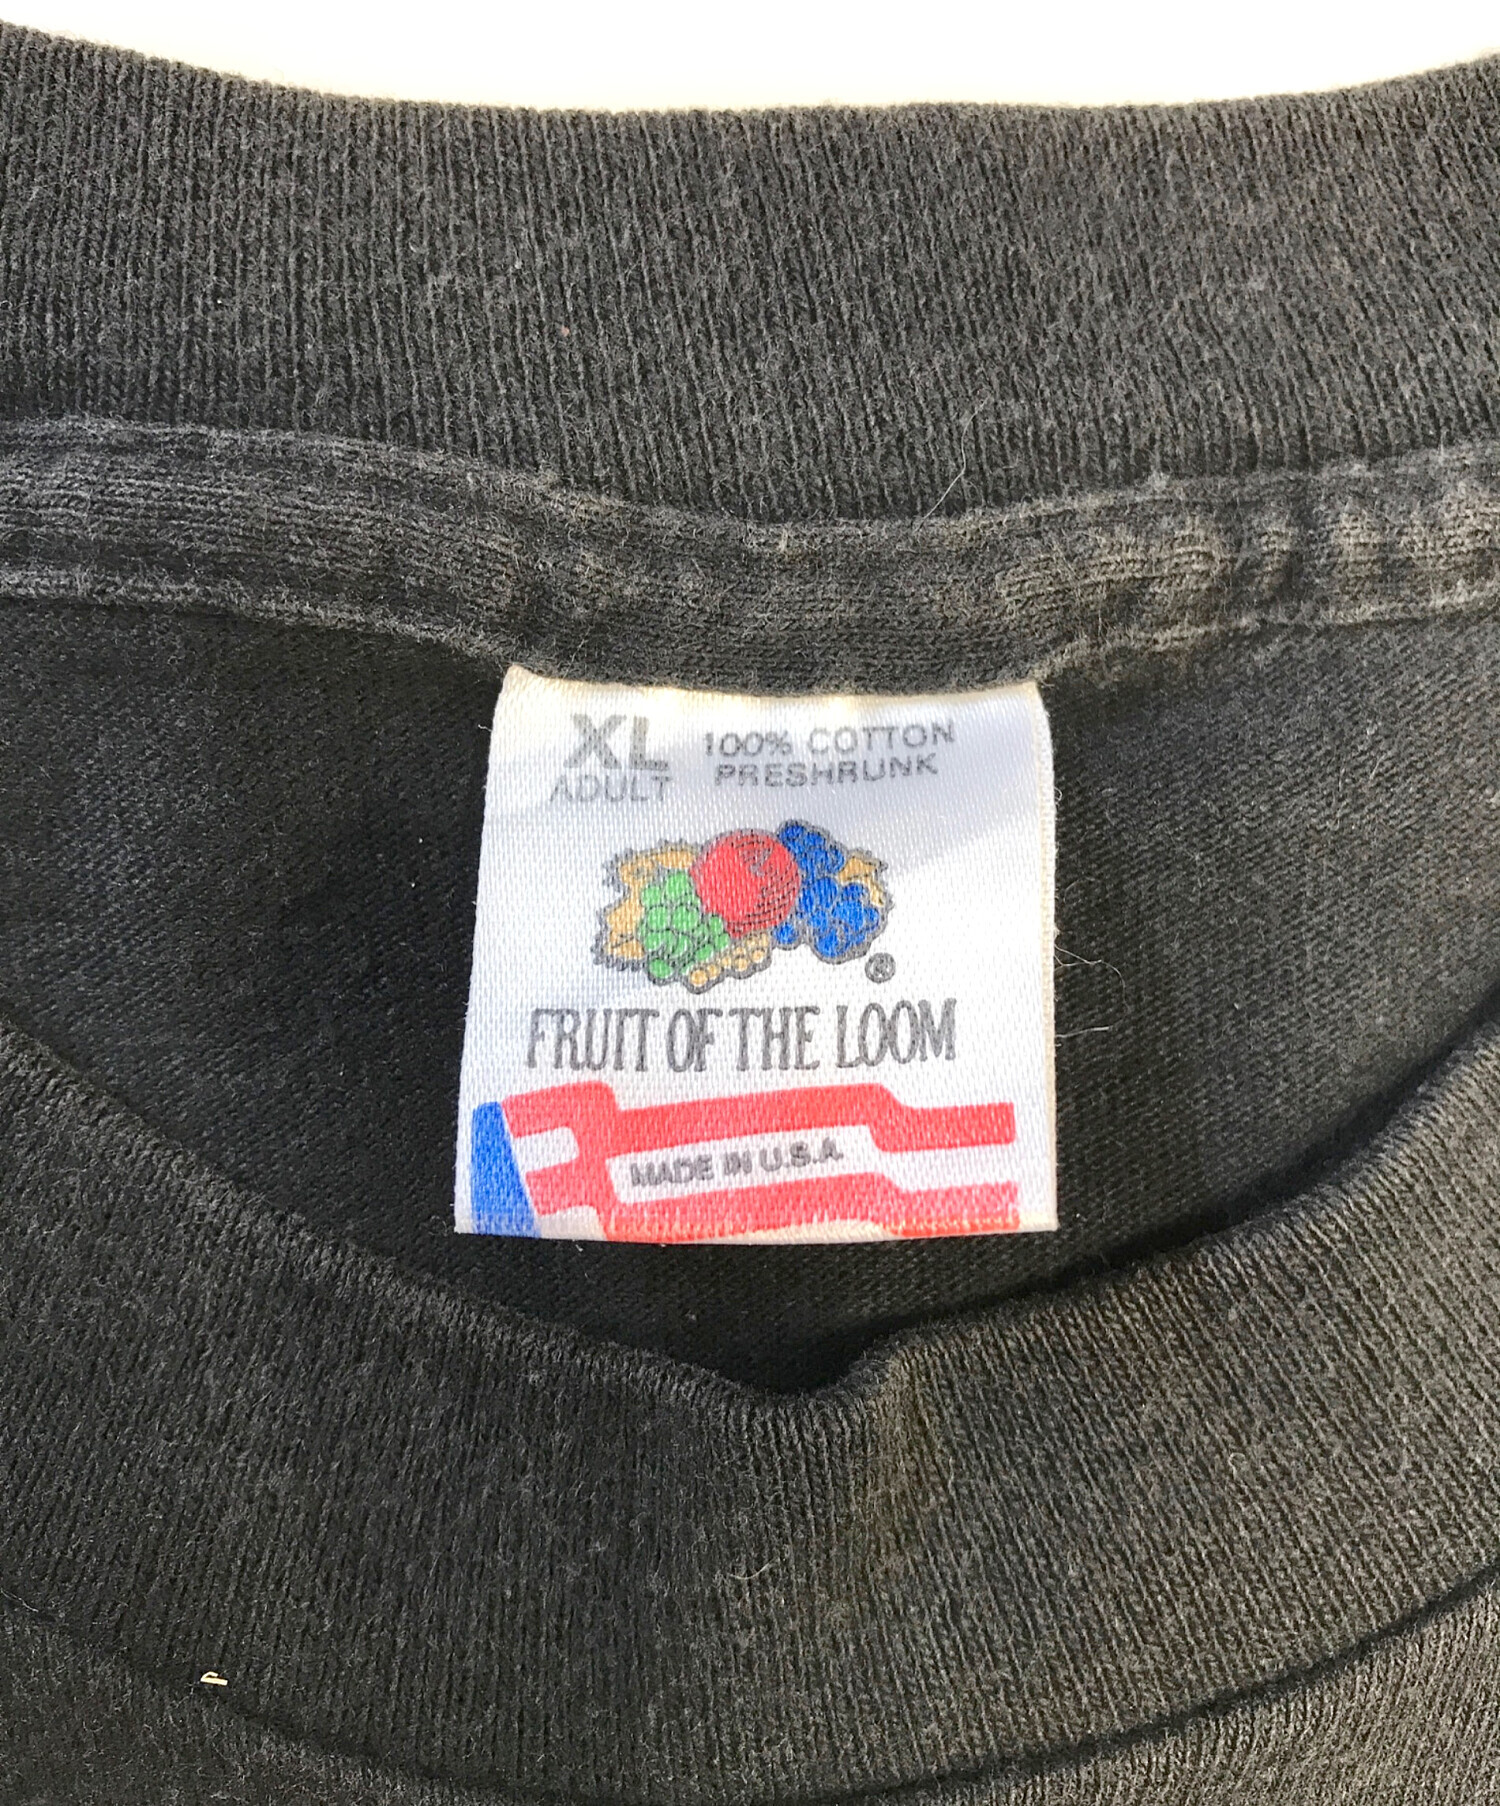 XL
ADULT
100% COTTON
PRESHRUNK
®
FRUIT OF THE LOOM
MADE IN U.S.A.